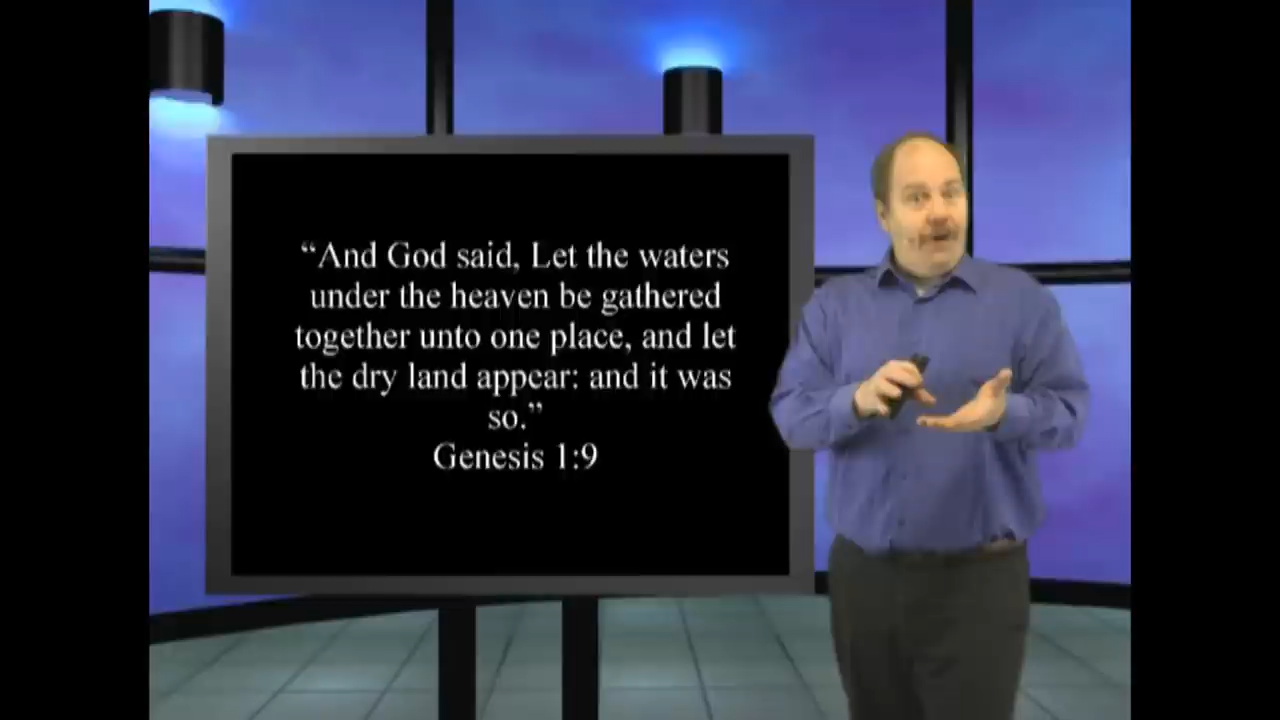 “And God said, Let the waters
under the heaven be gathered
together unto one place, and let
the dry land appear: and it was
so.”
Genesis 1:9